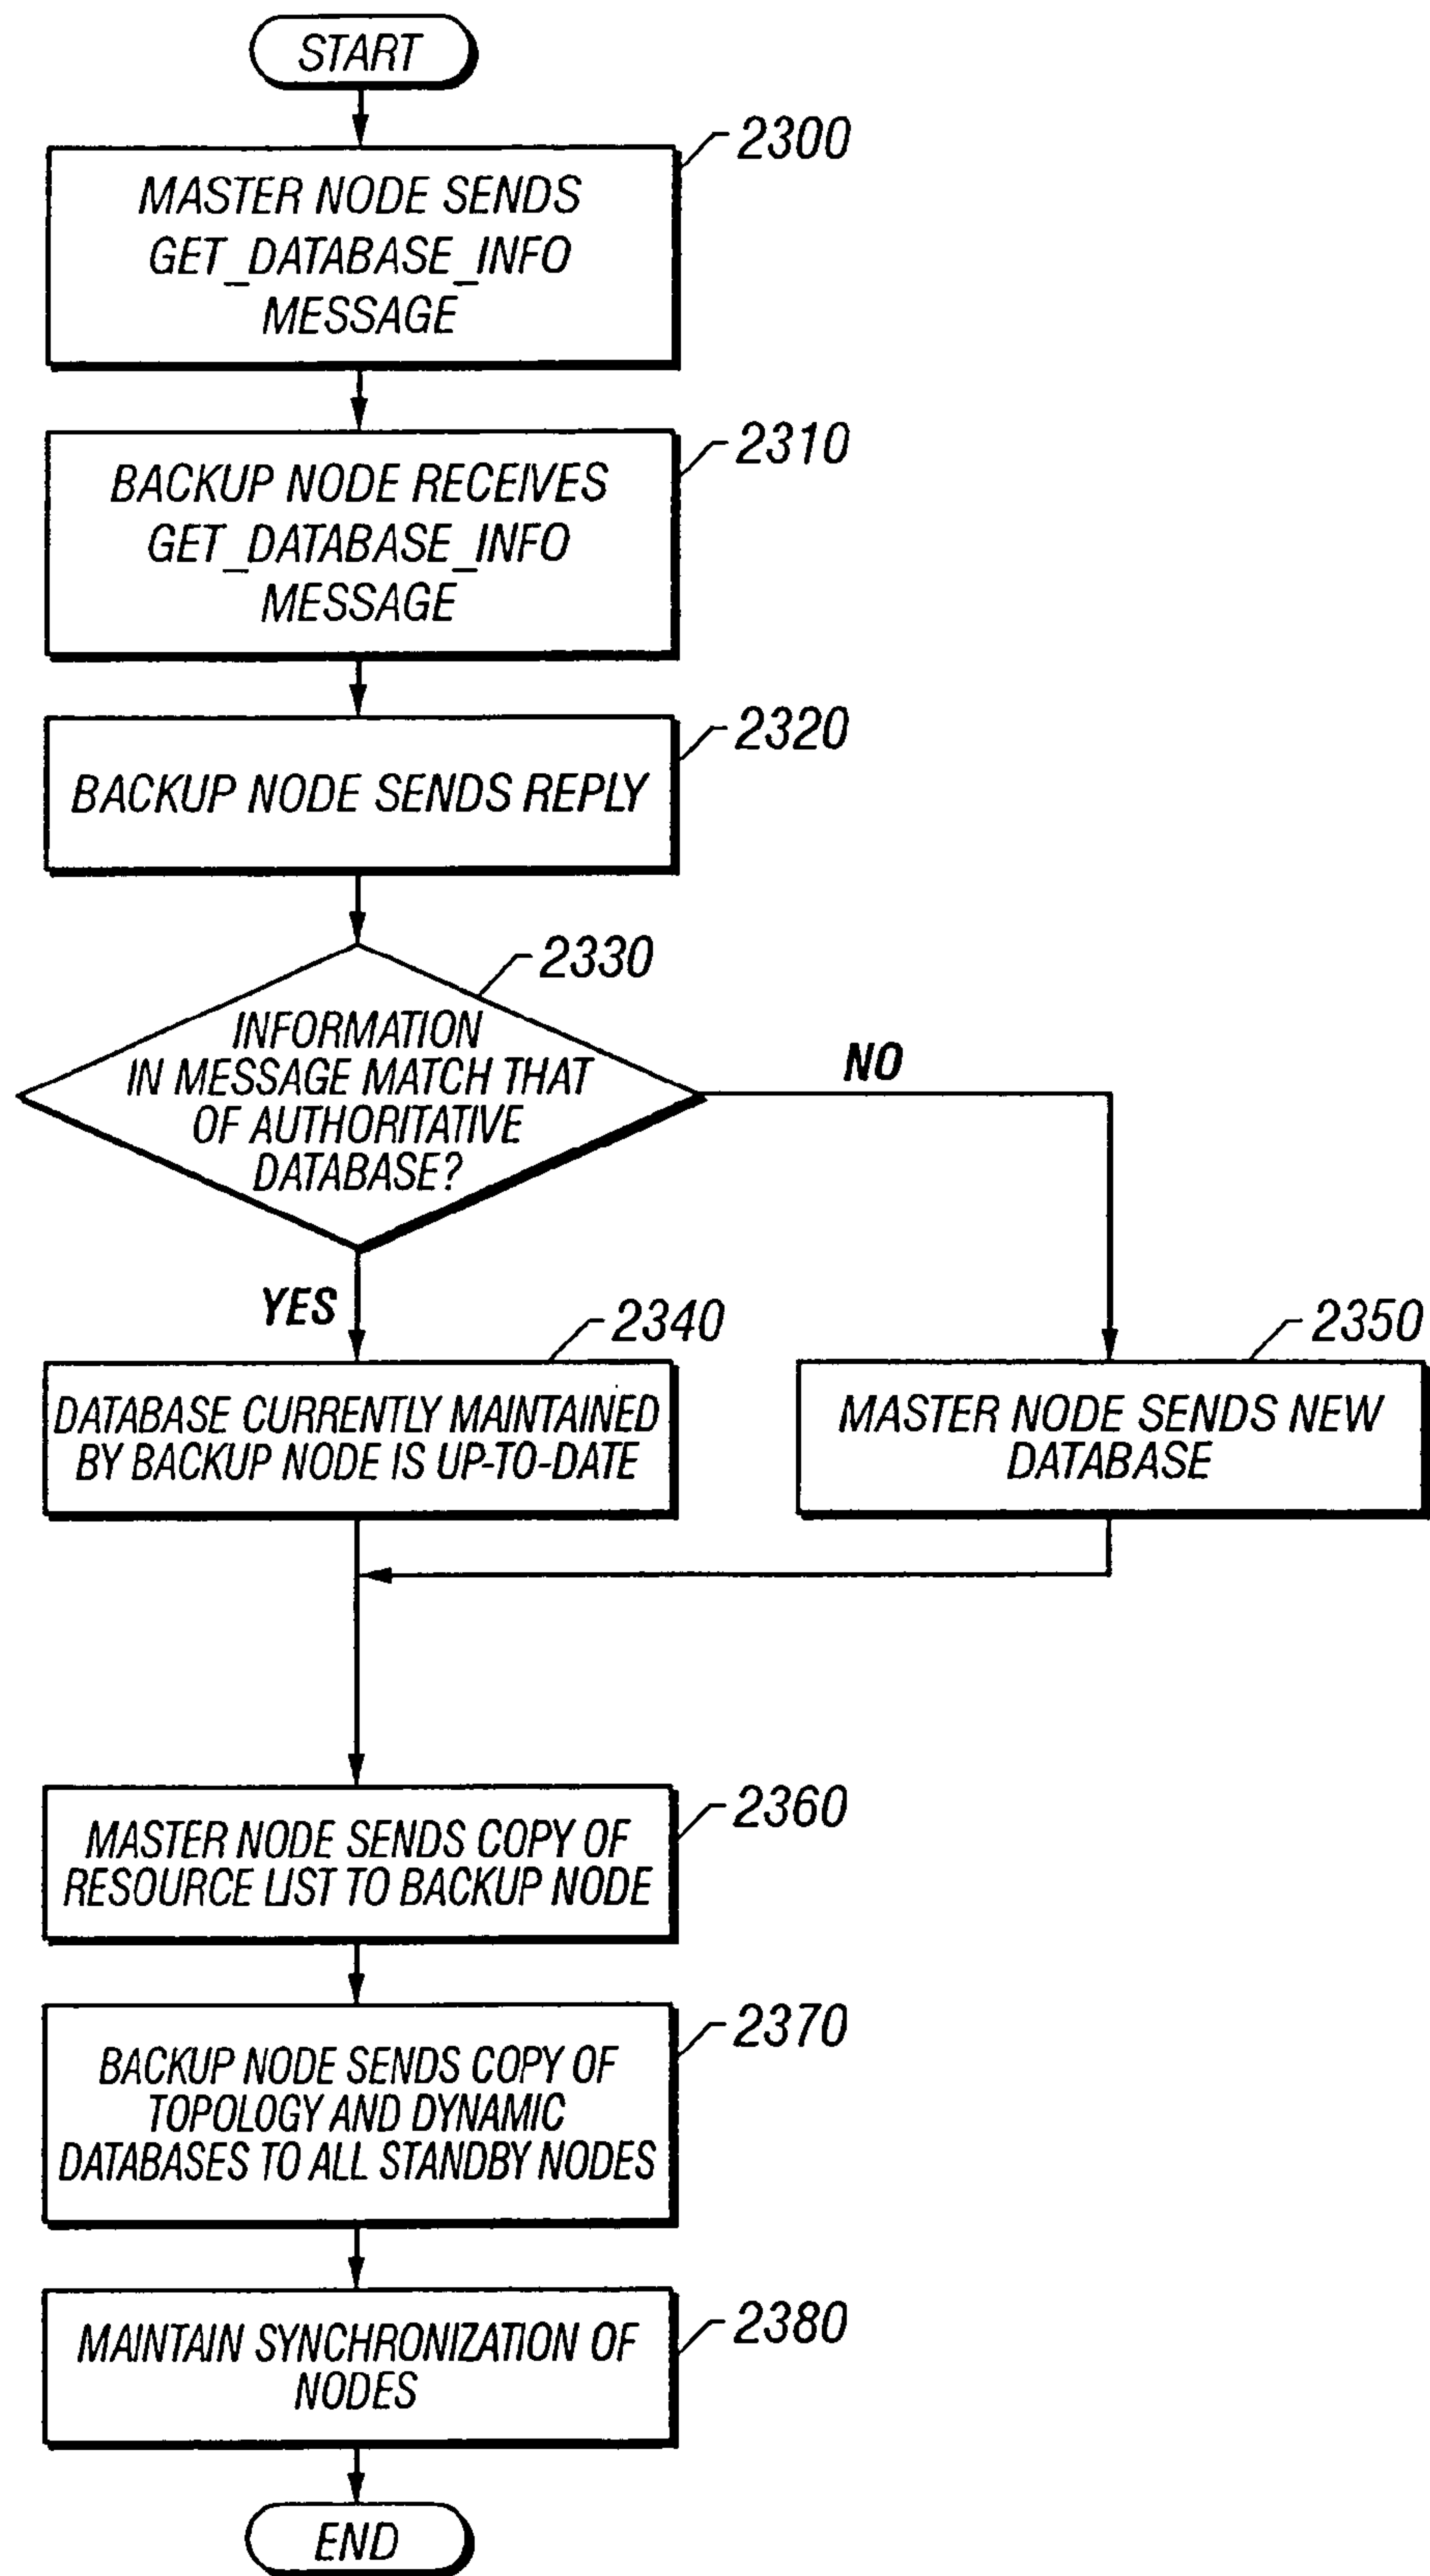 START
2300
MASTER NODE SENDS
GET_DATABASE_INFO
MESSAGE
2310
BACKUP NODE RECEIVES
GET_DATABASE_INFO
MESSAGE
2320
BACKUP NODE SENDS REPLY
2330
INFORMATION
IN MESSAGE MATCH THAT
OF AUTHORITATIVE
DATABASE?
NO
YES
2340
DATABASE CURRENTLY MAINTAINED
BY BACKUP NODE IS UP-TO-DATE
2350
MASTER NODE SENDS NEW
DATABASE
2360
MASTER NODE SENDS COPY OF
RESOURCE LIST TO BACKUP NODE
2370
BACKUP NODE SENDS COPY OF
TOPOLOGY AND DYNAMIC
DATABASES TO ALL STANDBY NODES
2380
MAINTAIN SYNCHRONIZATION OF
NODES
END